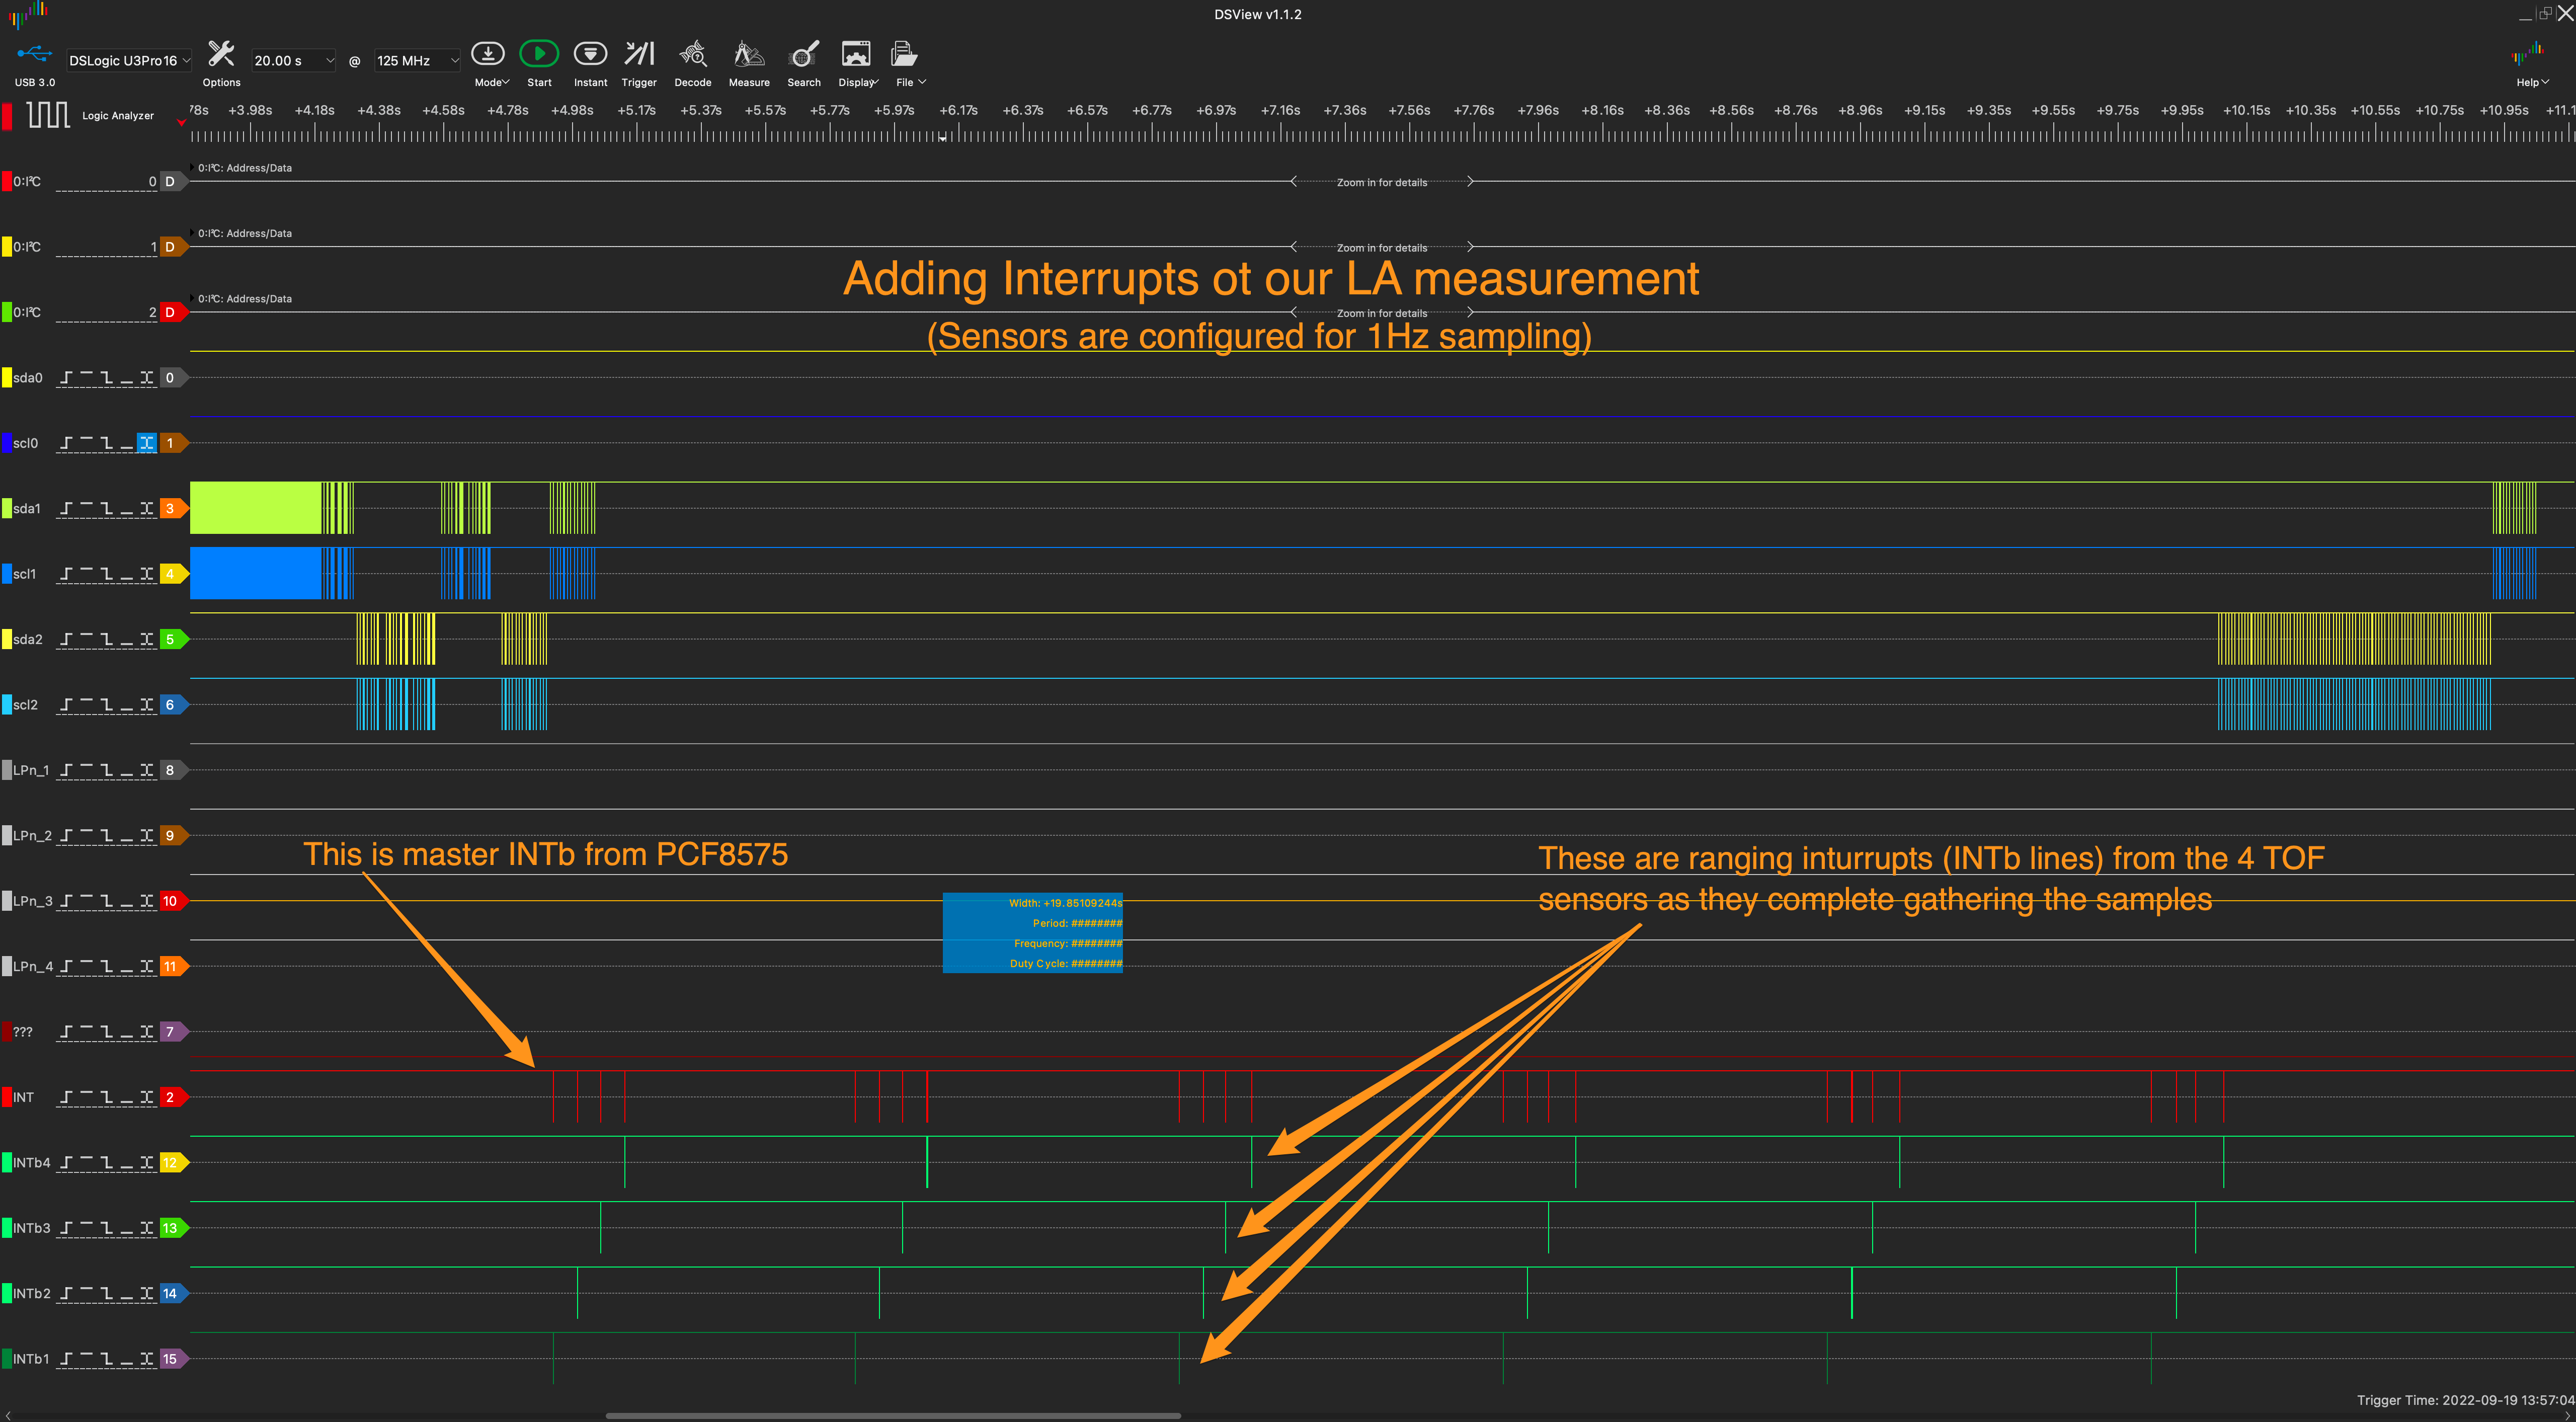 DSView v1.1.2
USB 3.0
DSLogic U3Pro16
Options
20.00 s
@
125 MHz
Mode
Start
Instant
Trigger
Decode
Measure
Search
Display
File
Help
Logic Analyzer
78s +3.98s +4.18s +4.38s +4.58s +4.78s +4.98s +5.17s +5.37s +5.57s +5.77s +5.97s +6.17s +6.37s +6.57s +6.77s +6.97s +7.16s +7.36s +7.56s +7.76s +7.96s +8.16s +8.36s +8.56s +8.76s +8.96s +9.15s +9.35s +9.55s +9.75s +9.95s +10.15s +10.35s +10.55s +10.75s +10.95s +11.1
0:I²C: Address/Data
0:I²C 0 D
Zoom in for details
0:I²C: Address/Data
0:I²C 1 D
Zoom in for details
Adding Interrupts ot our LA measurement
0:I²C: Address/Data
0:I²C 2 D
Zoom in for details
(Sensors are configured for 1Hz sampling)
sda0 0
scl0 1
sda1 3
scl1 4
sda2 5
scl2 6
LPn_1 8
LPn_2 9
This is master INTb from PCF8575
These are ranging inturrupts (INTb lines) from the 4 TOF
sensors as they complete gathering the samples
LPn_3 10
Width: +19.85109244s
Period: ########
Frequency: ########
Duty Cycle: ########
LPn_4 11
??? 7
INT 2
INTb4 12
INTb3 13
INTb2 14
INTb1 15
Trigger Time: 2022-09-19 13:57:04